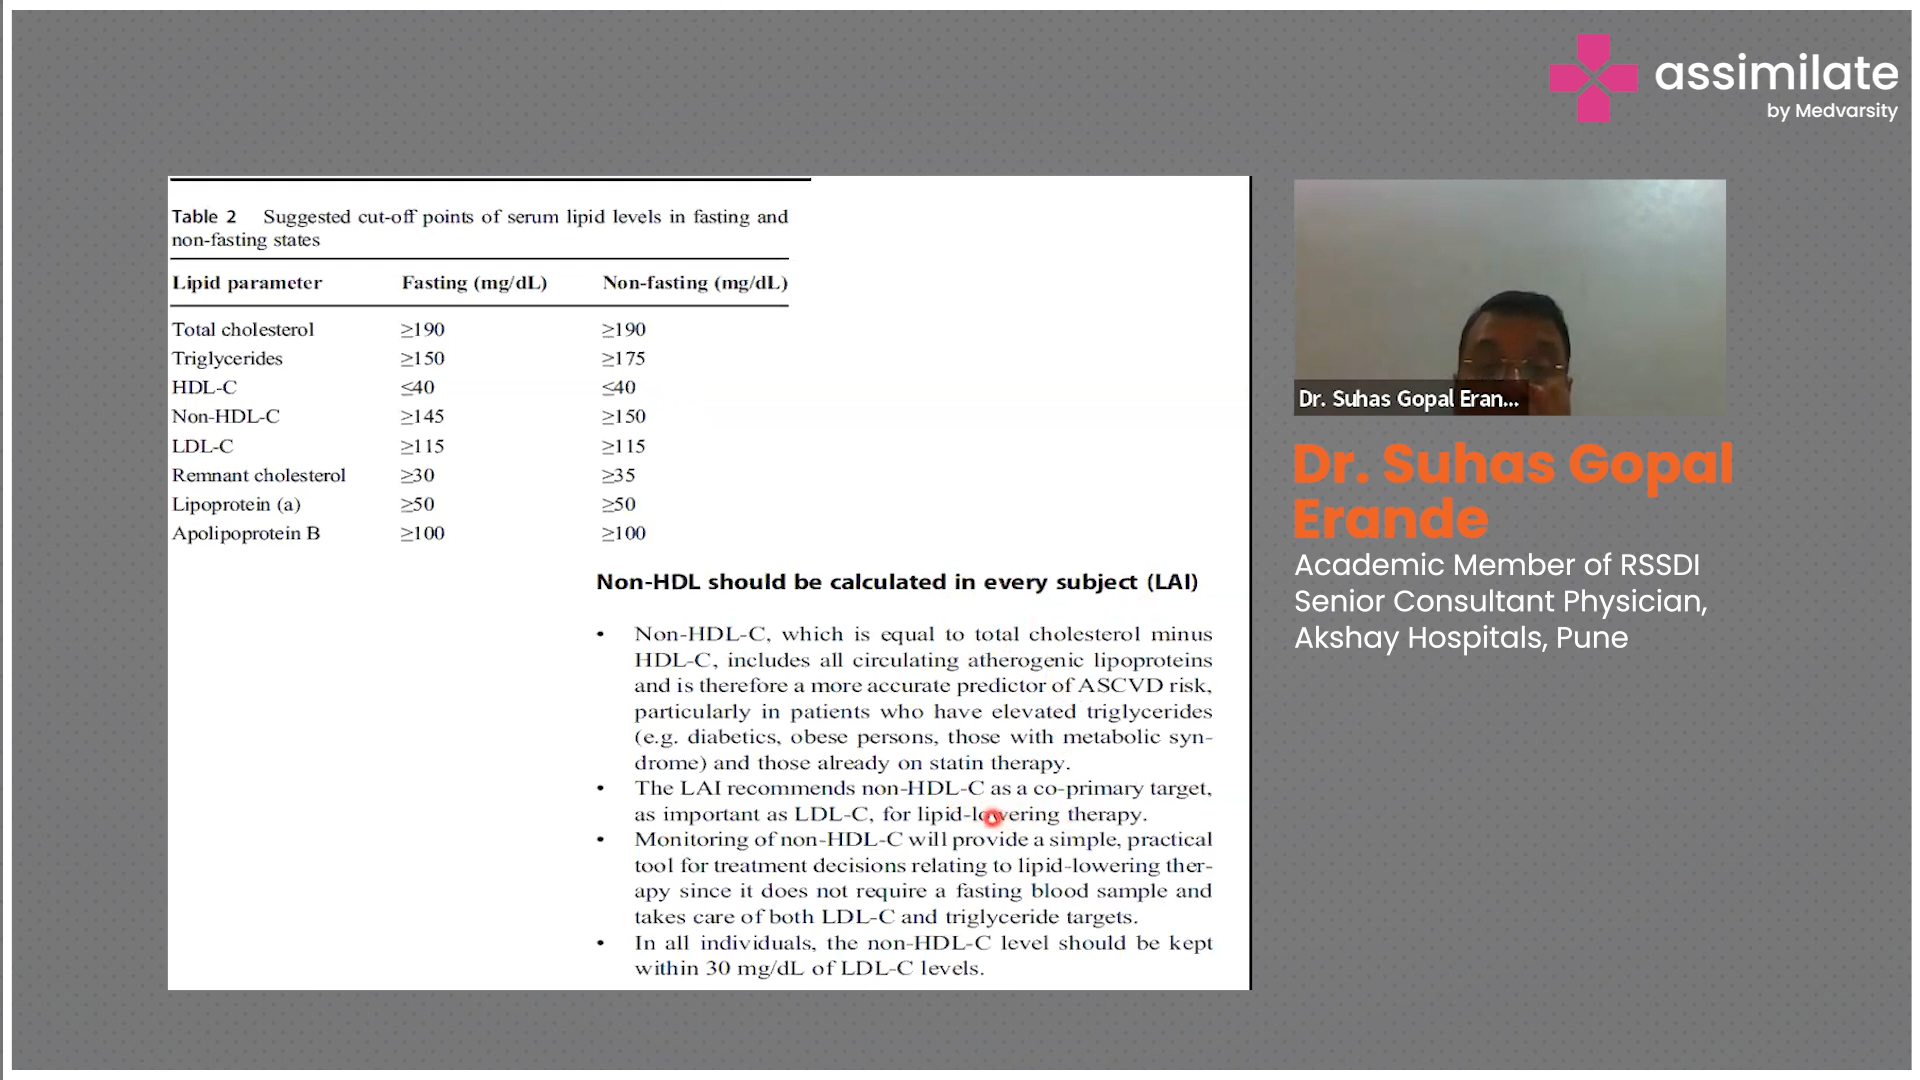 assimilate
by Medvarsity
Table 2 Suggested cut-off points of serum lipid levels in fasting and
non-fasting states
Lipid parameter Fasting (mg/dL) Non-fasting (mg/dL)
Total cholesterol ≥190 ≥190
Triglycerides ≥150 ≥175
HDL-C ≤40 ≤40
Non-HDL-C ≥145 ≥150
LDL-C ≥115 ≥115
Remnant cholesterol ≥30 ≥35
Lipoprotein (a) ≥50 ≥50
Apolipoprotein B ≥100 ≥100
Non-HDL should be calculated in every subject (LAI)
• Non-HDL-C, which is equal to total cholesterol minus
HDL-C, includes all circulating atherogenic lipoproteins
and is therefore a more accurate predictor of ASCVD risk,
particularly in patients who have elevated triglycerides
(e.g. diabetics, obese persons, those with metabolic syn-
drome) and those already on statin therapy.
• The LAI recommends non-HDL-C as a co-primary target,
as important as LDL-C, for lipid-lowering therapy.
• Monitoring of non-HDL-C will provide a simple, practical
tool for treatment decisions relating to lipid-lowering ther-
apy since it does not require a fasting blood sample and
takes care of both LDL-C and triglyceride targets.
• In all individuals, the non-HDL-C level should be kept
within 30 mg/dL of LDL-C levels.
Dr. Suhas Gopal Eran...
Dr. Suhas Gopal
Erande
Academic Member of RSSDI
Senior Consultant Physician,
Akshay Hospitals, Pune